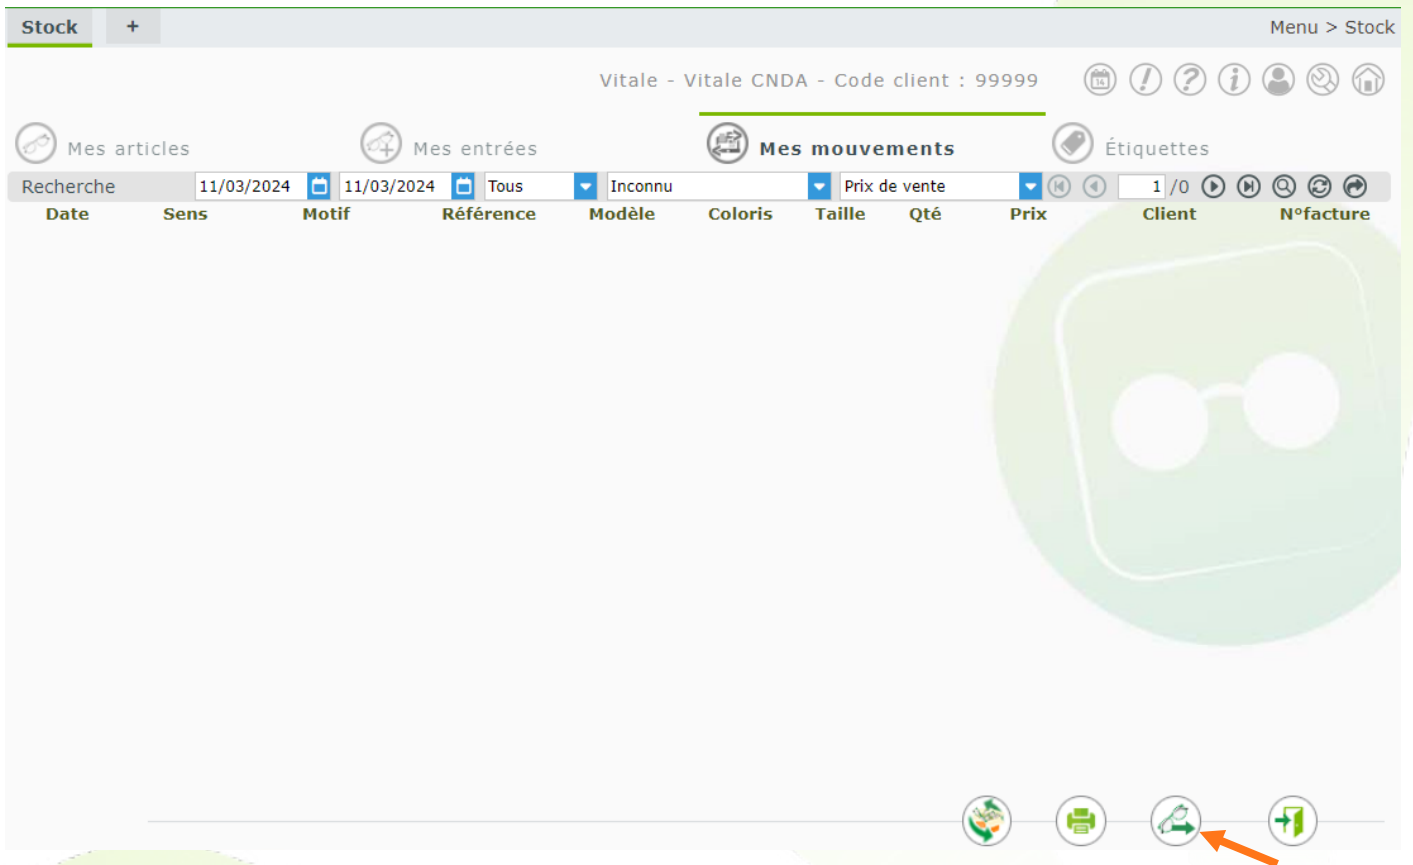 Stock + Menu > Stock
Vitale - Vitale CNDA - Code client : 99999
Mes articles Mes entrées Mes mouvements Étiquettes
Recherche 11/03/2024 11/03/2024 Tous Inconnu Prix de vente 1 /0
Date Sens Motif Référence Modèle Coloris Taille Qté Prix Client N°facture